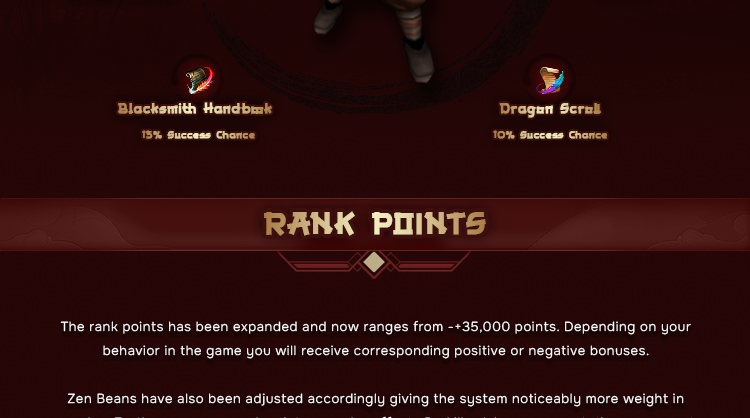 Blacksmith Handbook
Dragon Scroll
15% Success Chance
10% Success Chance
RANK POINTS
The rank points has been expanded and now ranges from -+35,000 points. Depending on your
behavior in the game you will receive corresponding positive or negative bonuses.
Zen Beans have also been adjusted accordingly giving the system noticeably more weight in